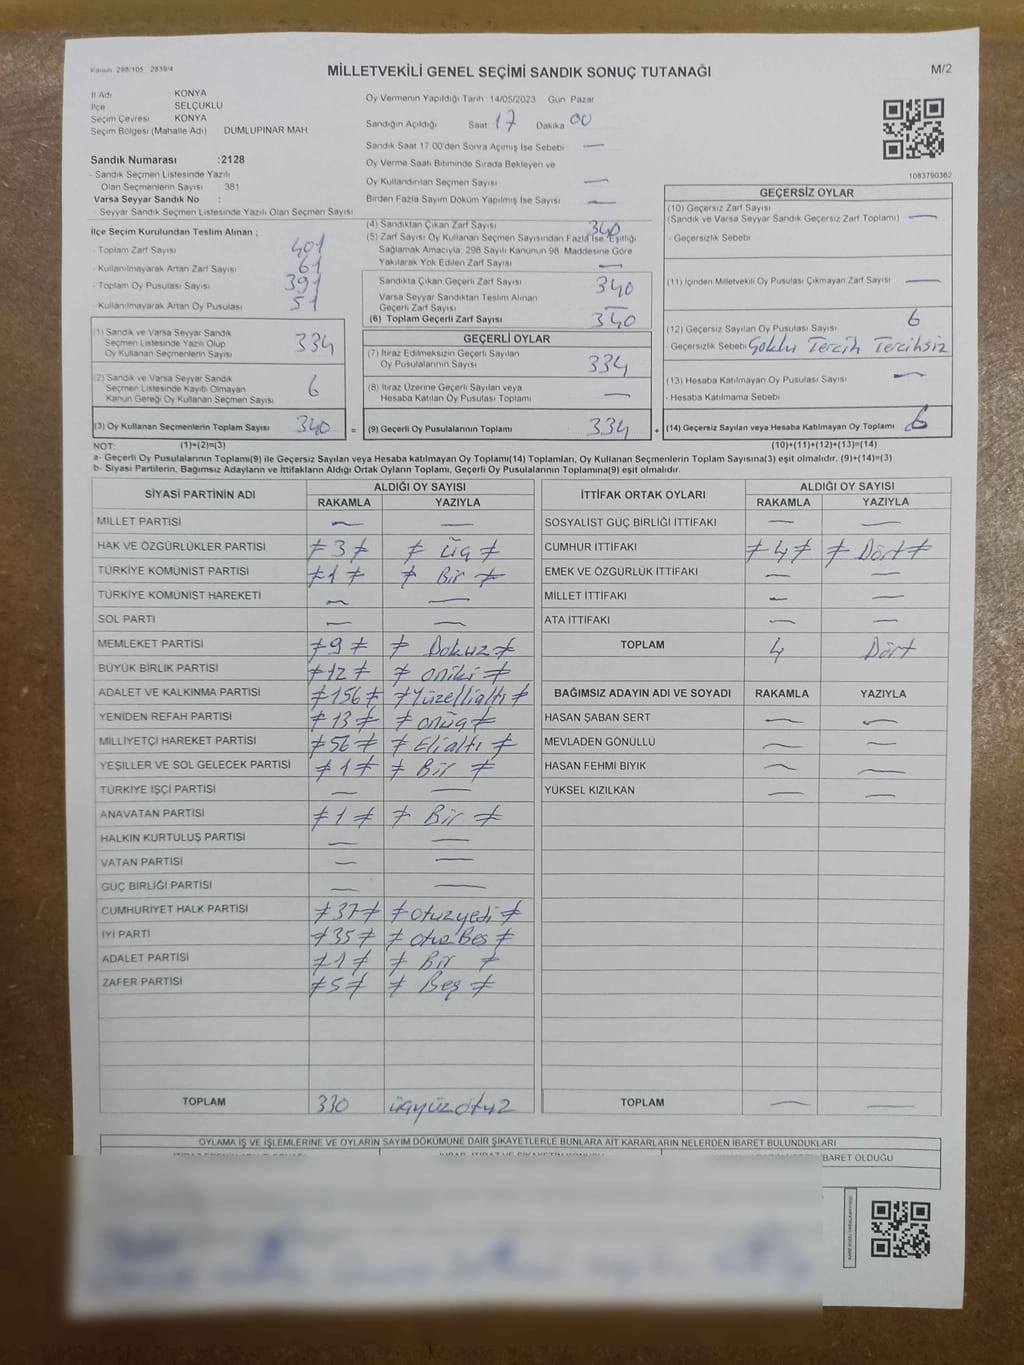 Kanun 298/105 2839/4
MİLLETVEKİLİ GENEL SEÇİMİ SANDIK SONUÇ TUTANAĞI
M/2
İl Adı KONYA
İlçe SELÇUKLU
Seçim Çevresi KONYA
Seçim Bölgesi (Mahalle Adı) : DUMLUPINAR MAH
Sandık Numarası :2128
- Sandık Seçmen Listesinde Yazılı
Olan Seçmenlerin Sayısı 381
Varsa Seyyar Sandık No :
- Seyyar Sandık Seçmen Listesinde Yazılı Olan Seçmen Sayısı
İlçe Seçim Kurulundan Teslim Alınan ;
- Toplam Zarf Sayısı 401
- Kullanılmayarak Artan Zarf Sayısı 61
- Toplam Oy Pusulası Sayısı 391
- Kullanılmayarak Artan Oy Pusulası 51
(1) Sandık ve Varsa Seyyar Sandık
Seçmen Listesinde Yazılı Olup
Oy Kullanan Seçmenlerin Sayısı 334
(2) Sandık ve Varsa Seyyar Sandık
Seçmen Listesinde Kayıtlı Olmayan
Kanun Gereği Oy Kullanan Seçmen Sayısı 6
(3) Oy Kullanan Seçmenlerin Toplam Sayısı 340 =
Oy Vermenin Yapıldığı Tarih 14/05/2023 Gün Pazar
Sandığın Açıldığı Saat 17 Dakika 00
Sandık Saat 17:00'den Sonra Açılmış İse Sebebi —
Oy Verme Saati Bitiminde Sırada Bekleyen ve
Oy Kullandırılan Seçmen Sayısı —
Birden Fazla Sayım Döküm Yapılmış İse Sayısı —
(4) Sandıktan Çıkan Zarf Sayısı 340
(5) Zarf Sayısı Oy Kullanan Seçmen Sayısından Fazla İse, Eşitliği
Sağlamak Amacıyla, 298 Sayılı Kanunun 98. Maddesine Göre
Yakılarak Yok Edilen Zarf Sayısı —
Sandıkta Çıkan Geçerli Zarf Sayısı 340
Varsa Seyyar Sandıktan Teslim Alınan
Geçerli Zarf Sayısı —
(6) Toplam Geçerli Zarf Sayısı 340
GEÇERLİ OYLAR
(7) İtiraz Edilmeksizin Geçerli Sayılan
Oy Pusulalarının Sayısı 334
(8) İtiraz Üzerine Geçerli Sayılan veya
Hesaba Katılan Oy Pusulası Toplamı —
(9) Geçerli Oy Pusulalarının Toplamı 334 +
1083790362
GEÇERSİZ OYLAR
(10) Geçersiz Zarf Sayısı
(Sandık ve Varsa Seyyar Sandık Geçersiz Zarf Toplamı) —
- Geçersizlik Sebebi
(11) İçinden Milletvekili Oy Pusulası Çıkmayan Zarf Sayısı —
(12) Geçersiz Sayılan Oy Pusulası Sayısı 6
- Geçersizlik Sebebi Çoklu Tercih Tercihsiz
(13) Hesaba Katılmayan Oy Pusulası Sayısı —
- Hesaba Katılmama Sebebi
(14) Geçersiz Sayılan veya Hesaba Katılmayan Oy Toplamı 6
NOT: (1)+(2)=(3) (10)+(11)+(12)+(13)=(14)
a- Geçerli Oy Pusulalarının Toplamı(9) ile Geçersiz Sayılan veya Hesaba katılmayan Oy Toplamı(14) Toplamları, Oy Kullanan Seçmenlerin Toplam Sayısına(3) eşit olmalıdır. (9)+(14)=(3)
b- Siyasi Partilerin, Bağımsız Adayların ve İttifakların Aldığı Ortak Oyların Toplamı, Geçerli Oy Pusulalarının Toplamına(9) eşit olmalıdır.
SİYASİ PARTİNİN ADI ALDIĞI OY SAYISI
RAKAMLA YAZIYLA
MİLLET PARTİSİ — —
HAK VE ÖZGÜRLÜKLER PARTİSİ ≠3≠ ≠ Üç ≠
TÜRKİYE KOMÜNİST PARTİSİ ≠1≠ ≠ Bir ≠
TÜRKİYE KOMÜNİST HAREKETİ — —
SOL PARTİ — —
MEMLEKET PARTİSİ ≠9≠ ≠ Dokuz ≠
BÜYÜK BİRLİK PARTİSİ ≠12≠ ≠ oniki ≠
ADALET VE KALKINMA PARTİSİ ≠156≠ ≠Yüzellialtı≠
YENİDEN REFAH PARTİSİ ≠13≠ ≠ onüç ≠
MİLLİYETÇİ HAREKET PARTİSİ ≠56≠ ≠ Elialtı ≠
YEŞİLLER VE SOL GELECEK PARTİSİ ≠1≠ ≠ Bir ≠
TÜRKİYE İŞÇİ PARTİSİ — —
ANAVATAN PARTİSİ ≠1≠ ≠ Bir ≠
HALKIN KURTULUŞ PARTİSİ — —
VATAN PARTİSİ — —
GÜÇ BİRLİĞİ PARTİSİ — —
CUMHURİYET HALK PARTİSİ ≠37≠ ≠otuzyedi≠
İYİ PARTİ ≠35≠ ≠ otuzBeş ≠
ADALET PARTİSİ ≠1≠ ≠ Bir ≠
ZAFER PARTİSİ ≠5≠ ≠ Beş ≠
TOPLAM 330 üçyüzotuz
İTTİFAK ORTAK OYLARI ALDIĞI OY SAYISI
RAKAMLA YAZIYLA
SOSYALİST GÜÇ BİRLİĞİ İTTİFAKI — —
CUMHUR İTTİFAKI ≠4≠ ≠ Dört ≠
EMEK VE ÖZGÜRLÜK İTTİFAKI — —
MİLLET İTTİFAKI — —
ATA İTTİFAKI — —
TOPLAM 4 Dört
BAĞIMSIZ ADAYIN ADI VE SOYADI RAKAMLA YAZIYLA
HASAN ŞABAN SERT — —
MEVLADEN GÖNÜLLÜ — —
HASAN FEHMİ BIYIK — —
YÜKSEL KIZILKAN — —
TOPLAM — —
OYLAMA İŞ VE İŞLEMLERİNE VE OYLARIN SAYIM DÖKÜMÜNE DAİR ŞİKAYETLERLE BUNLARA AİT KARARLARIN NELERDEN İBARET BULUNDUKLARI
İBARET OLDUĞU